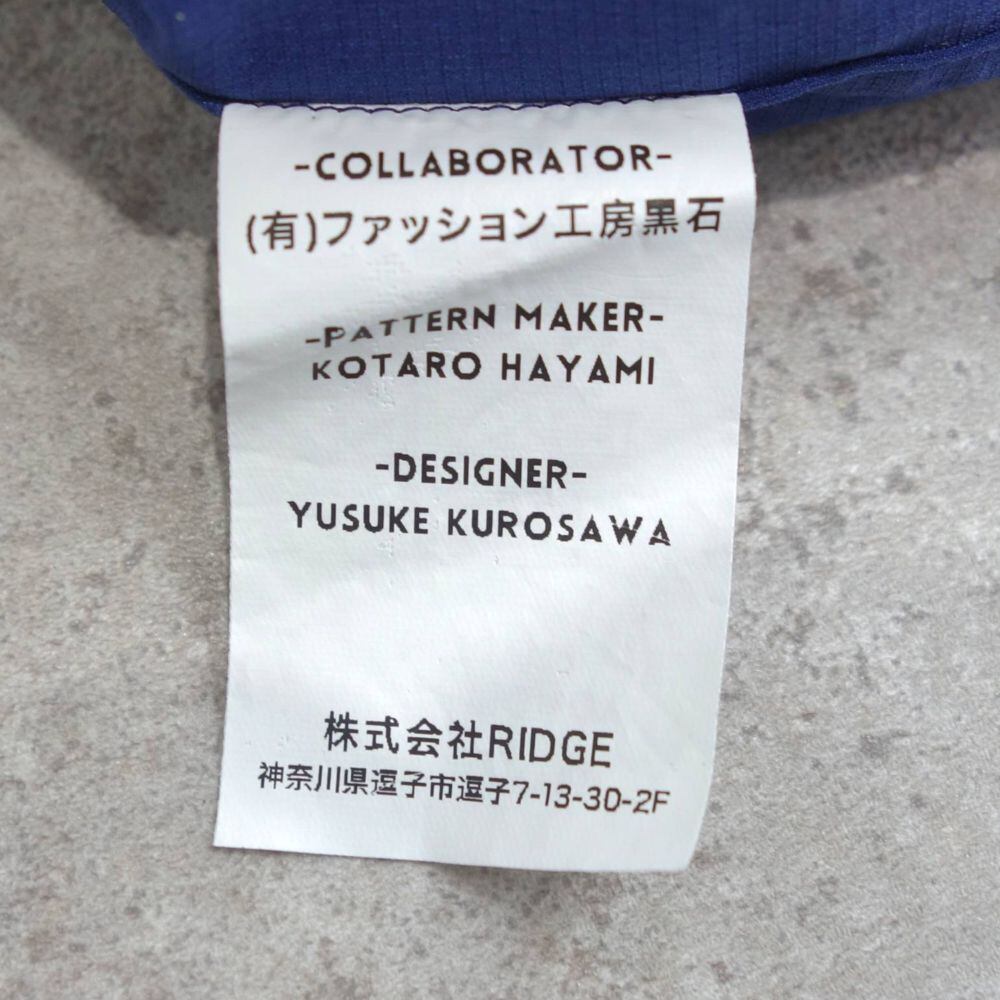 -COLLABORATOR-
(有)ファッション工房黒石
-PATTERN MAKER-
KOTARO HAYAMI
-DESIGNER-
YUSUKE KUROSAWA
株式会社RIDGE
神奈川県逗子市逗子7-13-30-2F